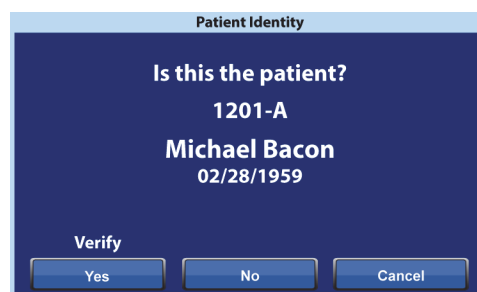 Patient Identity
Is this the patient?
1201-A
Michael Bacon
02/28/1959
Verify
Yes No Cancel